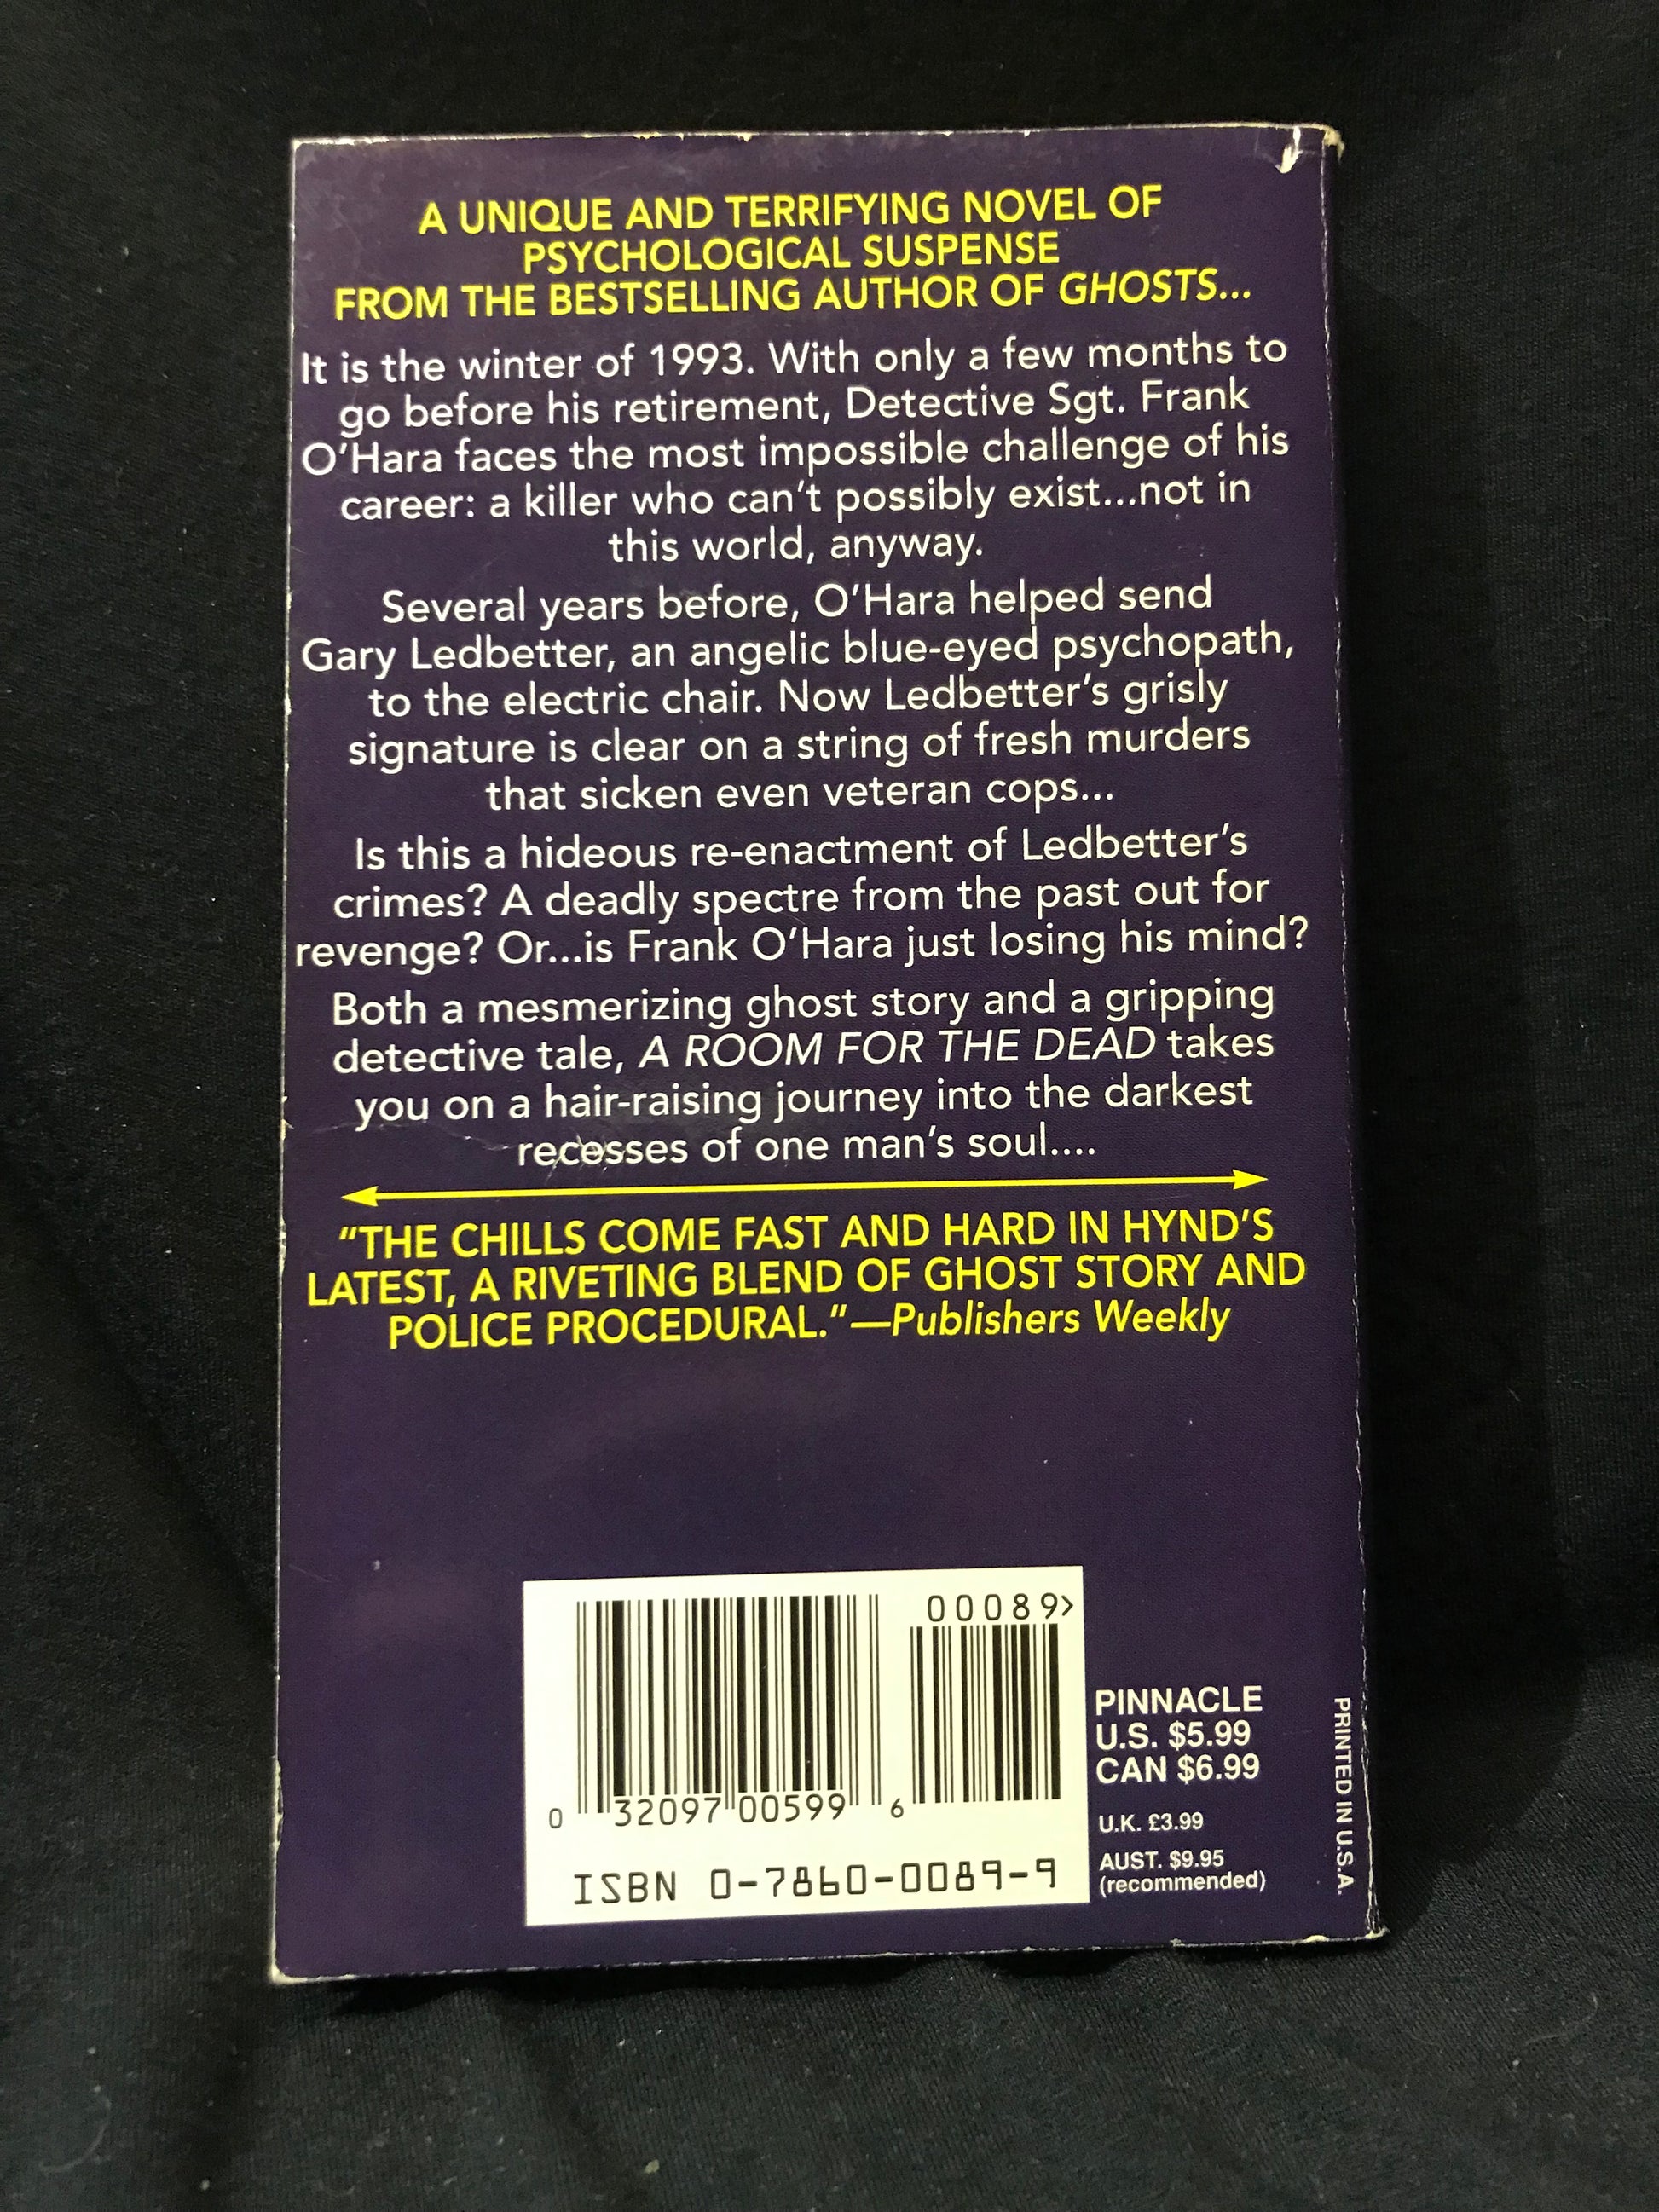 A UNIQUE AND TERRIFYING NOVEL OF
PSYCHOLOGICAL SUSPENSE
FROM THE BESTSELLING AUTHOR OF GHOSTS...
It is the winter of 1993. With only a few months to
go before his retirement, Detective Sgt. Frank
O'Hara faces the most impossible challenge of his
career: a killer who can't possibly exist...not in
this world, anyway.
Several years before, O'Hara helped send
Gary Ledbetter, an angelic blue-eyed psychopath,
to the electric chair. Now Ledbetter's grisly
signature is clear on a string of fresh murders
that sicken even veteran cops...
Is this a hideous re-enactment of Ledbetter's
crimes? A deadly spectre from the past out for
revenge? Or...is Frank O'Hara just losing his mind?
Both a mesmerizing ghost story and a gripping
detective tale, A ROOM FOR THE DEAD takes
you on a hair-raising journey into the darkest
recesses of one man's soul....
"THE CHILLS COME FAST AND HARD IN HYND'S
LATEST, A RIVETING BLEND OF GHOST STORY AND
POLICE PROCEDURAL."—Publishers Weekly
00089>
0 32097 00599 6
ISBN 0-7860-0089-9
PINNACLE
U.S. $5.99
CAN $6.99
U.K. £3.99
AUST. $9.95
(recommended)
PRINTED IN U.S.A.